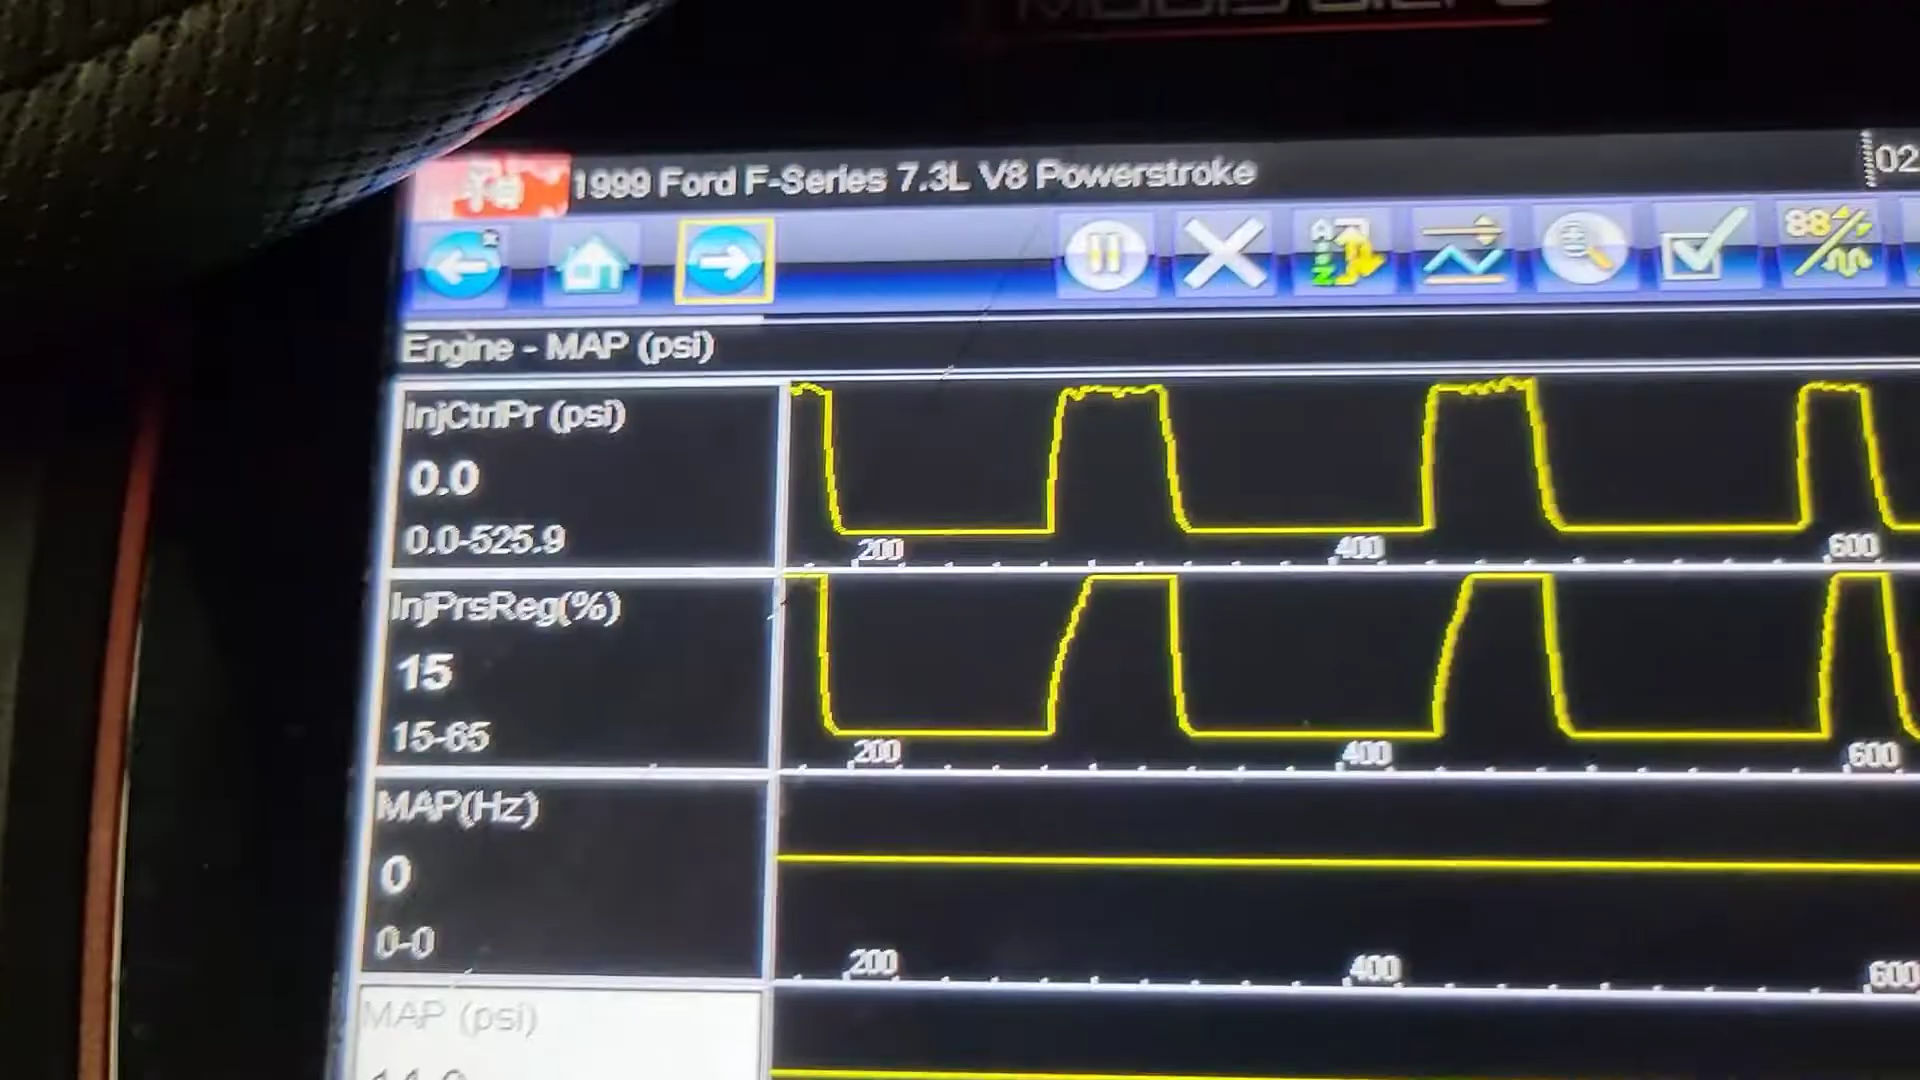 1999 Ford F-Series 7.3L V8 Powerstroke
02
88
Engine - MAP (psi)
InjCtrlPr (psi)
0.0
0.0-525.9
200 400 600
InjPrsReg(%)
15
15-65
200 400 600
MAP(Hz)
0
0-0
200 400 600
MAP (psi)